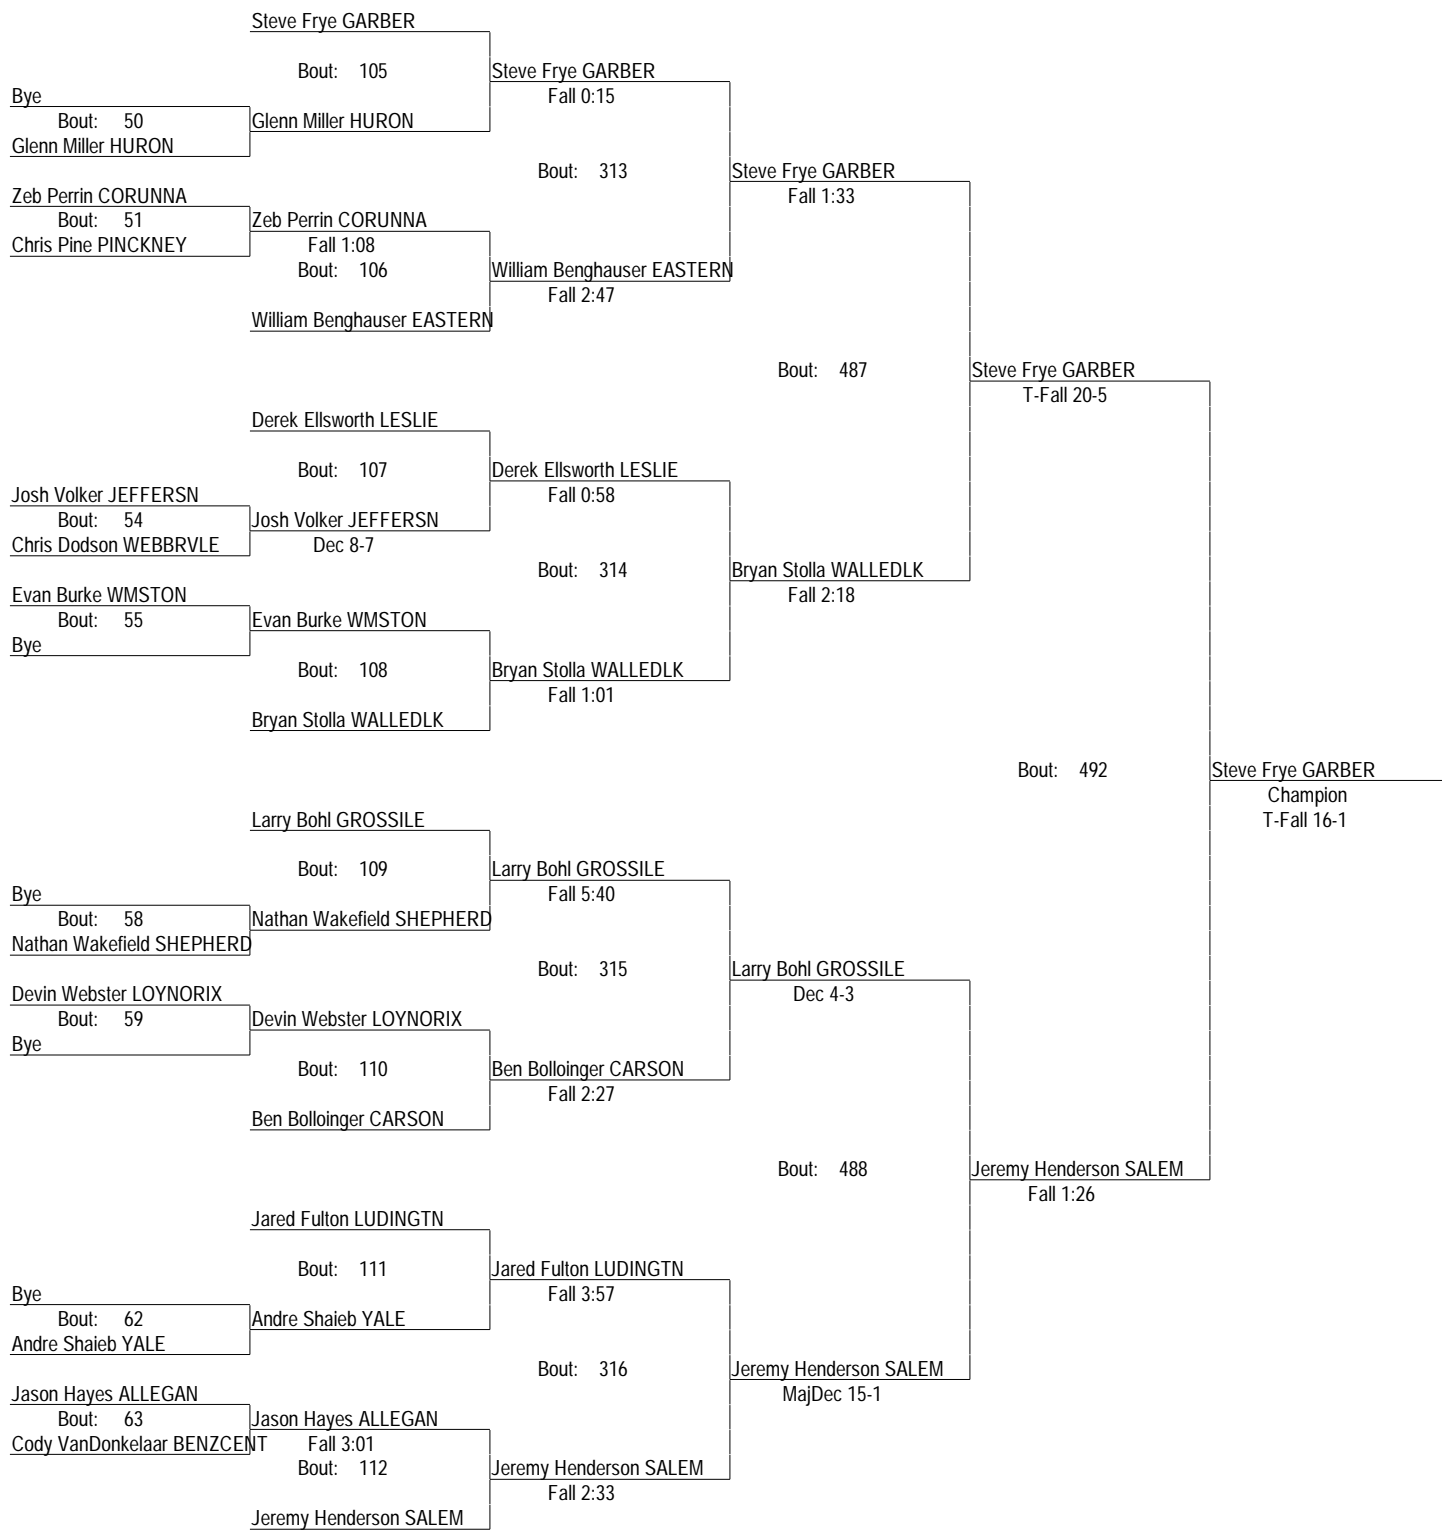 Steve Frye GARBER
Bout: 105
Steve Frye GARBER
Fall 0:15
Bye
Bout: 50
Glenn Miller HURON
Glenn Miller HURON
Bout: 313
Steve Frye GARBER
Fall 1:33
Zeb Perrin CORUNNA
Bout: 51
Chris Pine PINCKNEY
Zeb Perrin CORUNNA
Fall 1:08
Bout: 106
William Benghauser EASTERN
Fall 2:47
William Benghauser EASTERN
Bout: 487
Steve Frye GARBER
T-Fall 20-5
Derek Ellsworth LESLIE
Bout: 107
Derek Ellsworth LESLIE
Fall 0:58
Josh Volker JEFFERSN
Bout: 54
Chris Dodson WEBBRVLE
Josh Volker JEFFERSN
Dec 8-7
Bout: 314
Bryan Stolla WALLEDLK
Fall 2:18
Evan Burke WMSTON
Bout: 55
Bye
Evan Burke WMSTON
Bout: 108
Bryan Stolla WALLEDLK
Fall 1:01
Bryan Stolla WALLEDLK
Bout: 492
Steve Frye GARBER
Champion
T-Fall 16-1
Larry Bohl GROSSILE
Bout: 109
Larry Bohl GROSSILE
Fall 5:40
Bye
Bout: 58
Nathan Wakefield SHEPHERD
Nathan Wakefield SHEPHERD
Bout: 315
Larry Bohl GROSSILE
Dec 4-3
Devin Webster LOYNORIX
Bout: 59
Bye
Devin Webster LOYNORIX
Bout: 110
Ben Bolloinger CARSON
Fall 2:27
Ben Bolloinger CARSON
Bout: 488
Jeremy Henderson SALEM
Fall 1:26
Jared Fulton LUDINGTN
Bout: 111
Jared Fulton LUDINGTN
Fall 3:57
Bye
Bout: 62
Andre Shaieb YALE
Andre Shaieb YALE
Bout: 316
Jeremy Henderson SALEM
MajDec 15-1
Jason Hayes ALLEGAN
Bout: 63
Cody VanDonkelaar BENZCENT
Jason Hayes ALLEGAN
Fall 3:01
Bout: 112
Jeremy Henderson SALEM
Fall 2:33
Jeremy Henderson SALEM